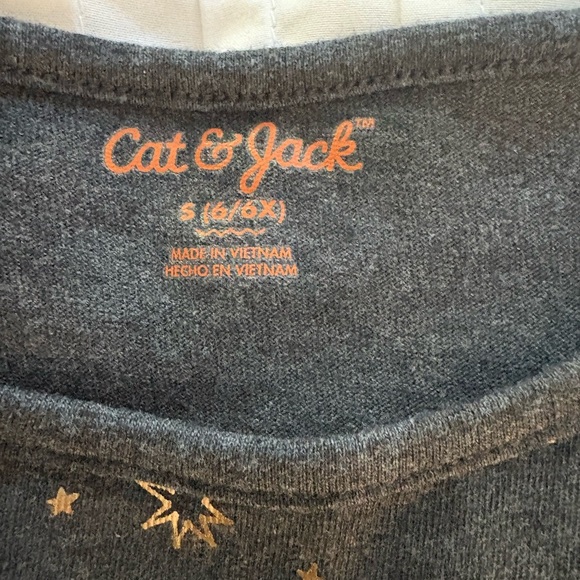 Cat & Jack™
S (6/6X)
MADE IN VIETNAM
HECHO EN VIETNAM